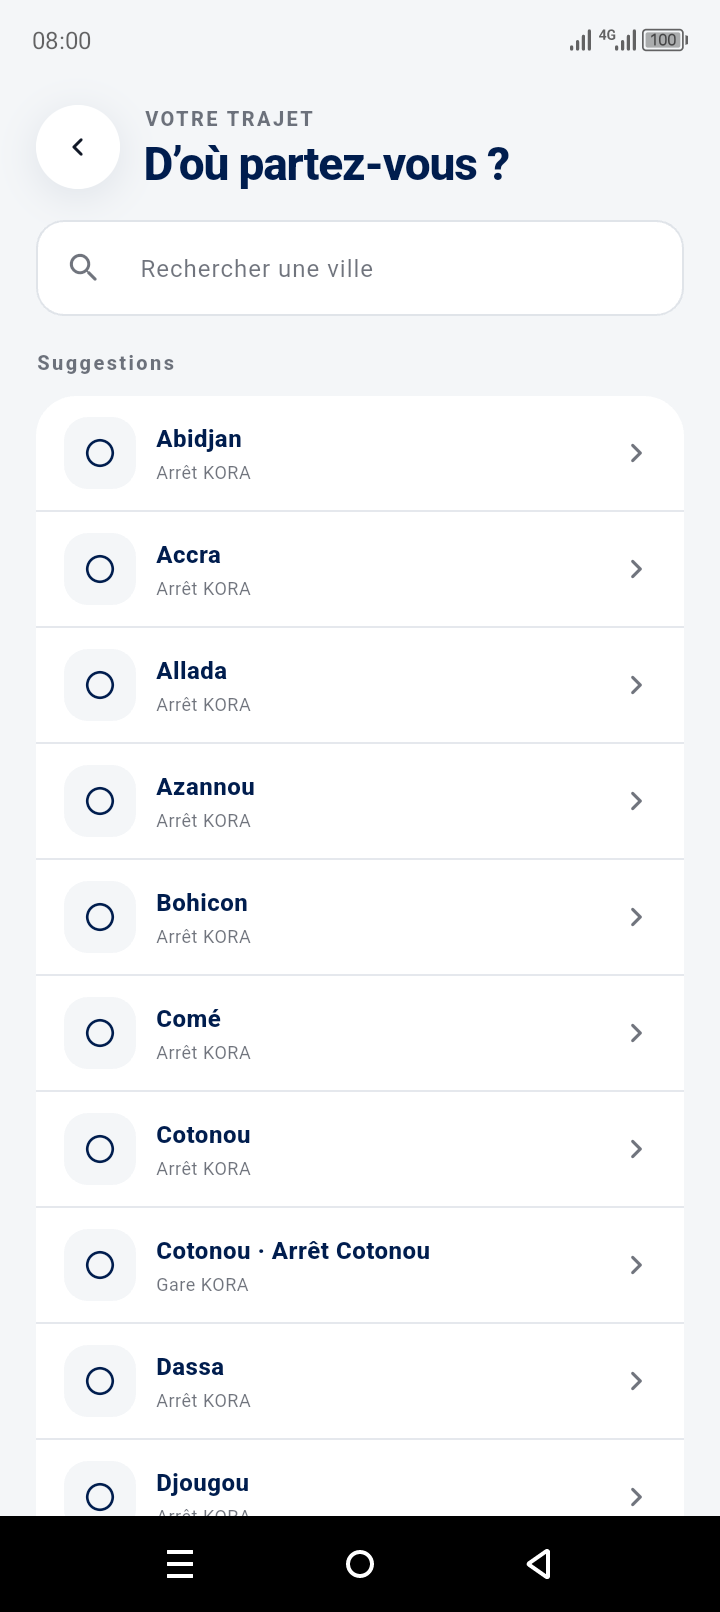 08:00
4G
100
VOTRE TRAJET
D’où partez-vous ?
Rechercher une ville
Suggestions
Abidjan
Arrêt KORA
Accra
Arrêt KORA
Allada
Arrêt KORA
Azannou
Arrêt KORA
Bohicon
Arrêt KORA
Comé
Arrêt KORA
Cotonou
Arrêt KORA
Cotonou · Arrêt Cotonou
Gare KORA
Dassa
Arrêt KORA
Djougou
Arrêt KORA